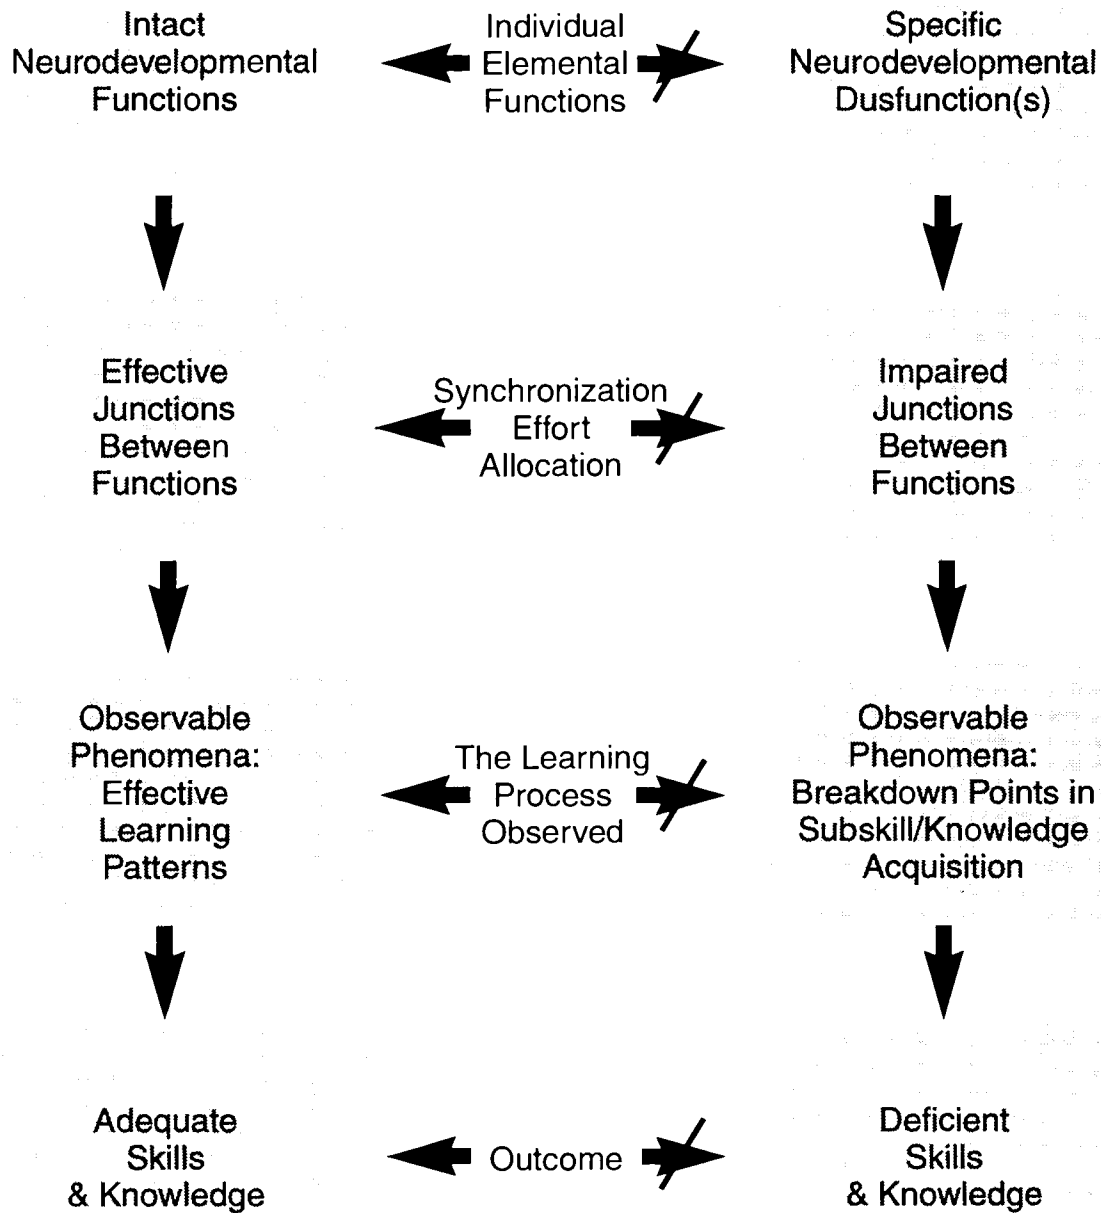 Intact
Neurodevelopmental
Functions
Individual
Elemental
Functions
Specific
Neurodevelopmental
Dusfunction(s)
Effective
Junctions
Between
Functions
Synchronization
Effort
Allocation
Impaired
Junctions
Between
Functions
Observable
Phenomena:
Effective
Learning
Patterns
The Learning
Process
Observed
Observable
Phenomena:
Breakdown Points in
Subskill/Knowledge
Acquisition
Adequate
Skills
& Knowledge
Outcome
Deficient
Skills
& Knowledge